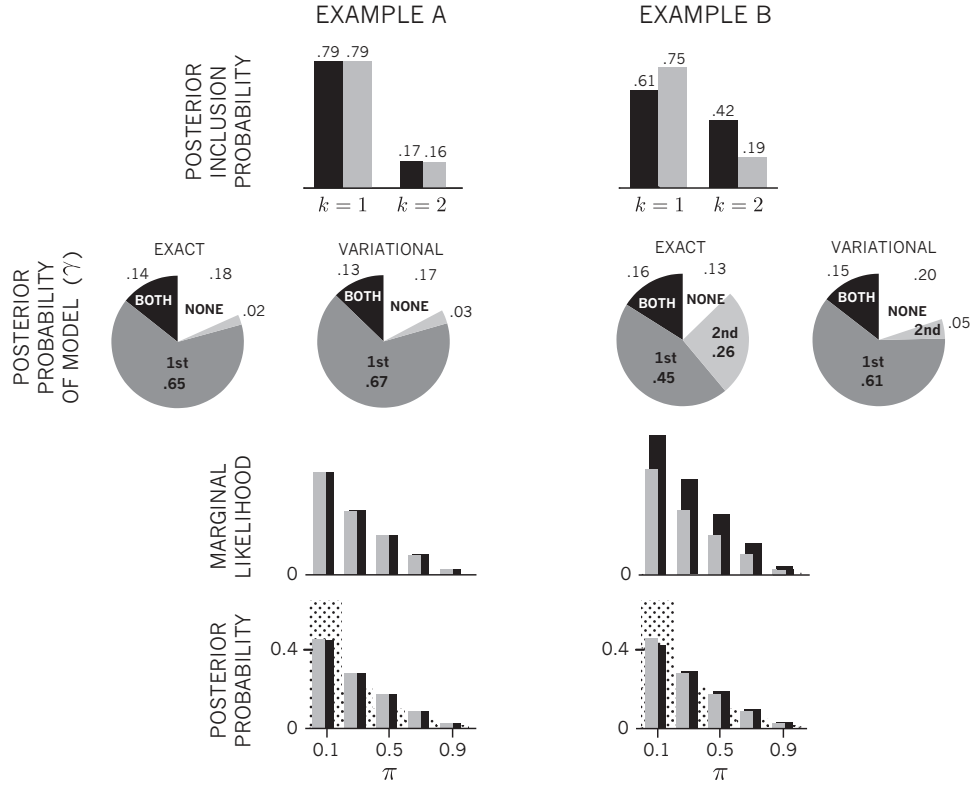 EXAMPLE A
EXAMPLE B
POSTERIOR
INCLUSION
PROBABILITY
.79 .79
.17 .16
k = 1 k = 2
.61 .75
.42 .19
k = 1 k = 2
POSTERIOR
PROBABILITY
OF MODEL (γ)
EXACT
.14 .18
BOTH
NONE
.02
1st
.65
VARIATIONAL
.13 .17
BOTH
NONE
.03
1st
.67
EXACT
.16 .13
BOTH
NONE
2nd
.26
1st
.45
VARIATIONAL
.15 .20
BOTH
NONE
2nd .05
1st
.61
MARGINAL
LIKELIHOOD
0
0
POSTERIOR
PROBABILITY
0.4
0
0.1 0.5 0.9
π
0.4
0
0.1 0.5 0.9
π